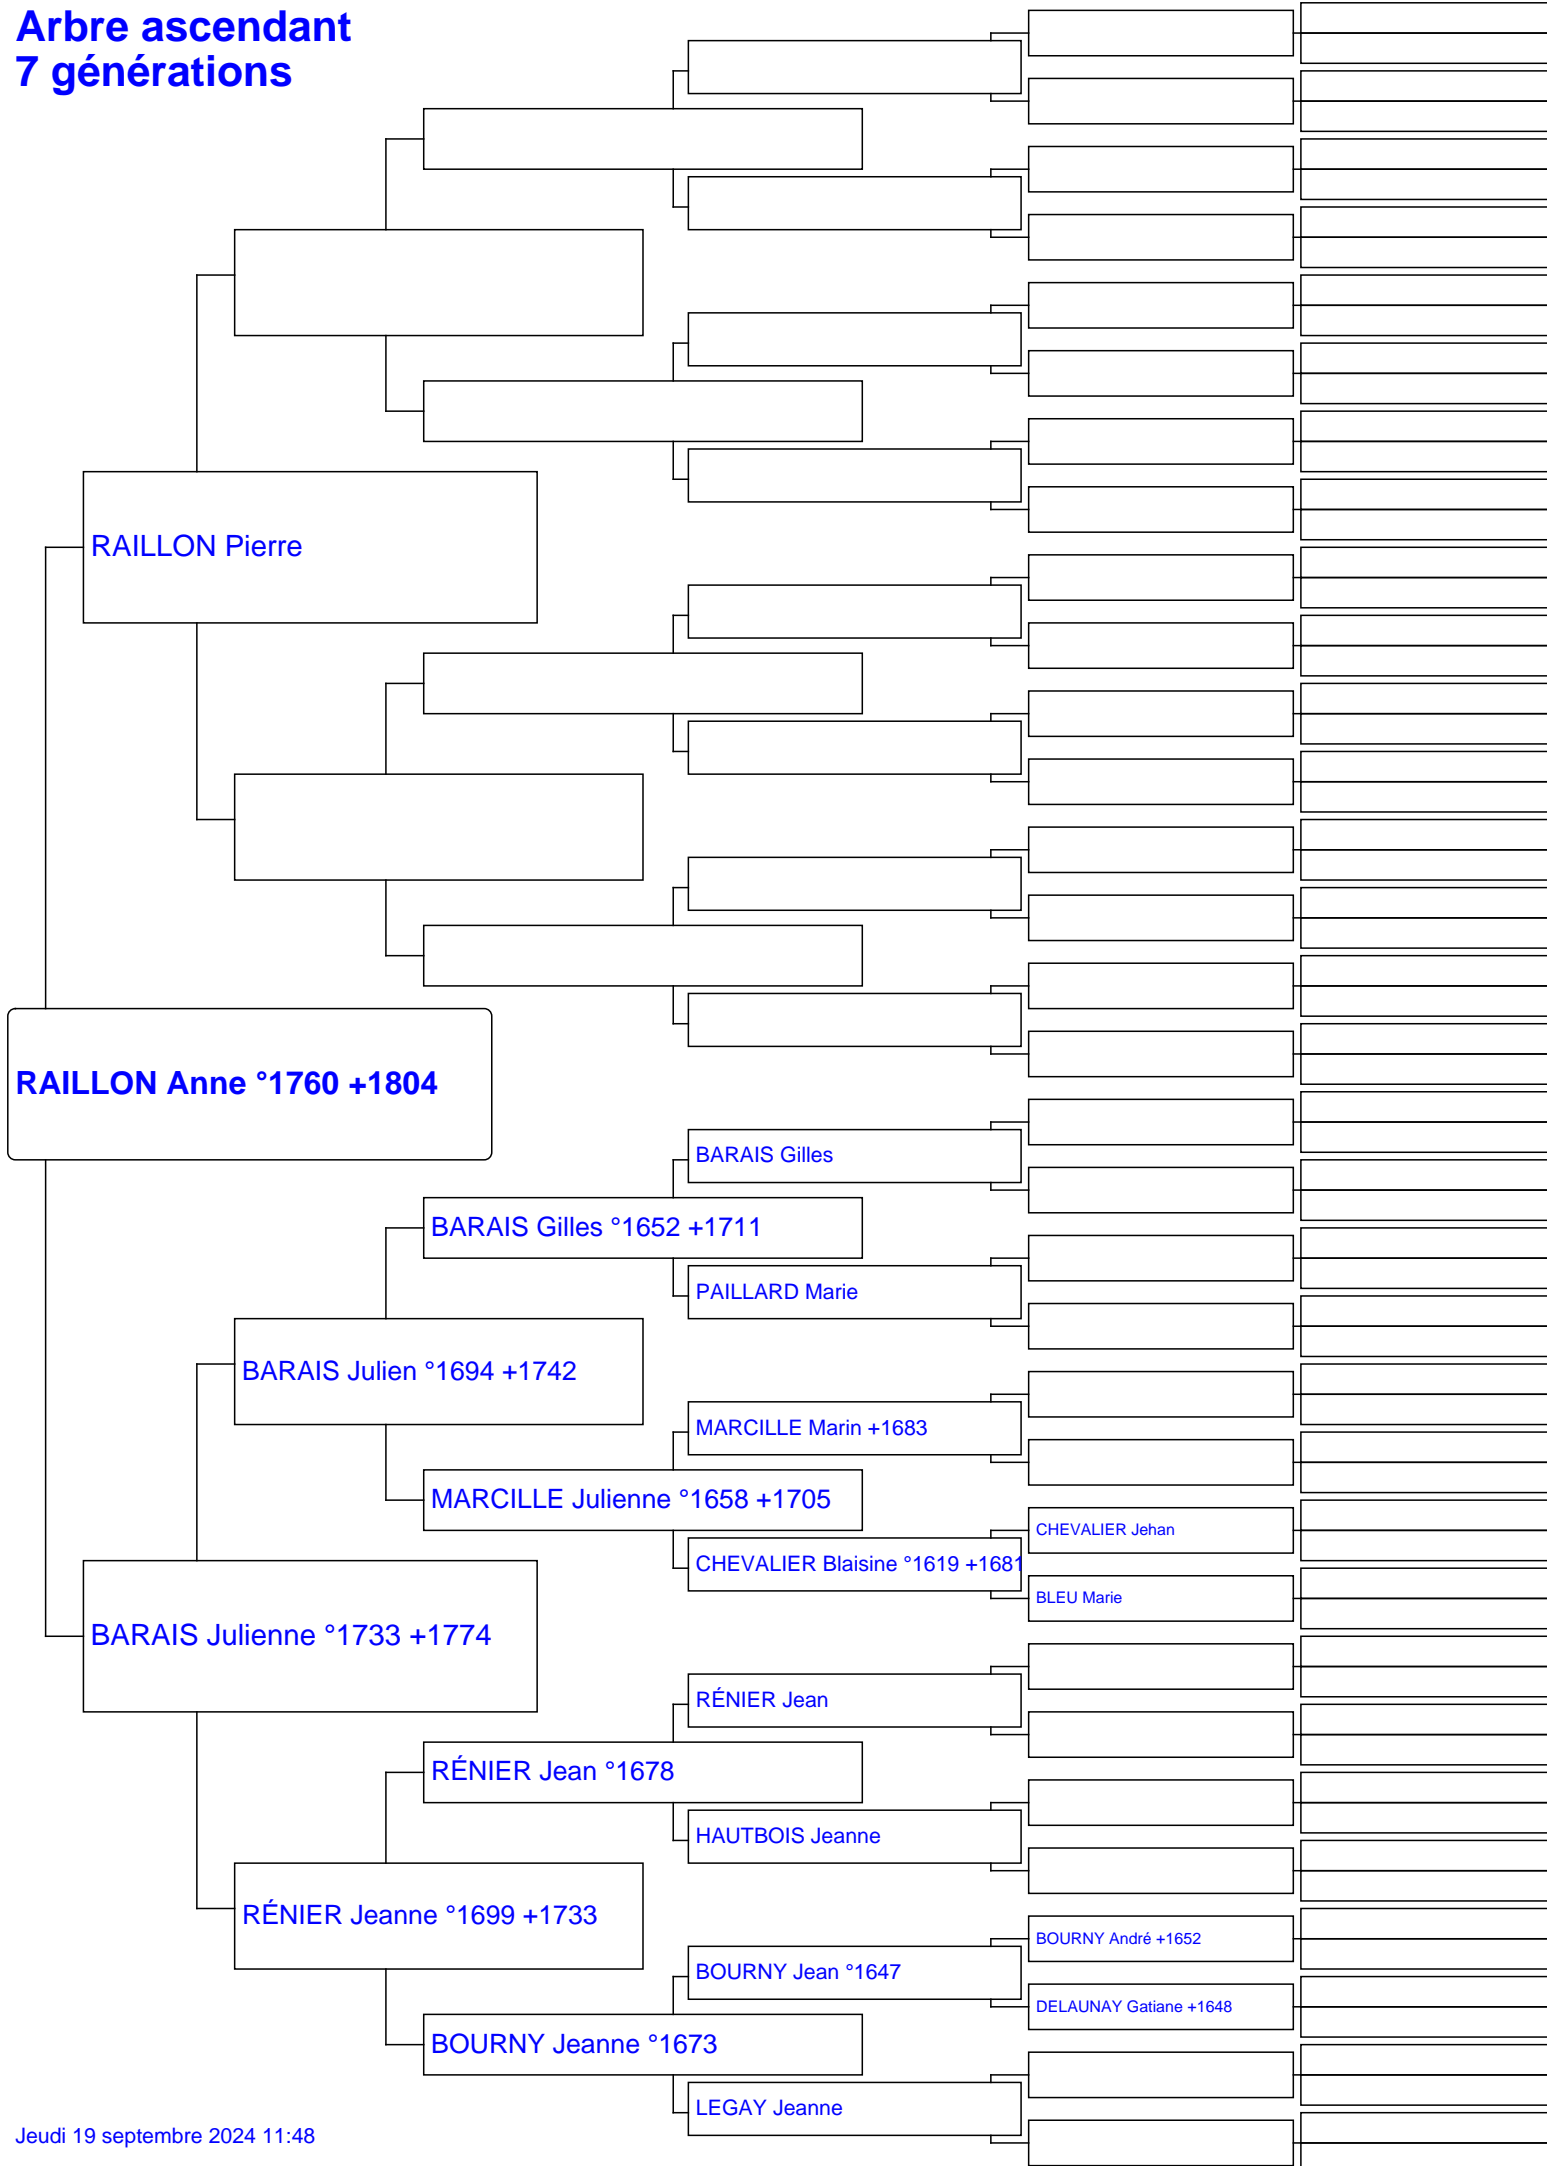 Arbre ascendant
7 générations
RAILLON Pierre
RAILLON Anne °1760 +1804
BARAIS Gilles
BARAIS Gilles °1652 +1711
PAILLARD Marie
BARAIS Julien °1694 +1742
MARCILLE Marin +1683
MARCILLE Julienne °1658 +1705
CHEVALIER Jehan
CHEVALIER Blaisine °1619 +1681
BLEU Marie
BARAIS Julienne °1733 +1774
RÉNIER Jean
RÉNIER Jean °1678
HAUTBOIS Jeanne
RÉNIER Jeanne °1699 +1733
BOURNY André +1652
BOURNY Jean °1647
DELAUNAY Gatiane +1648
BOURNY Jeanne °1673
LEGAY Jeanne
Jeudi 19 septembre 2024 11:48